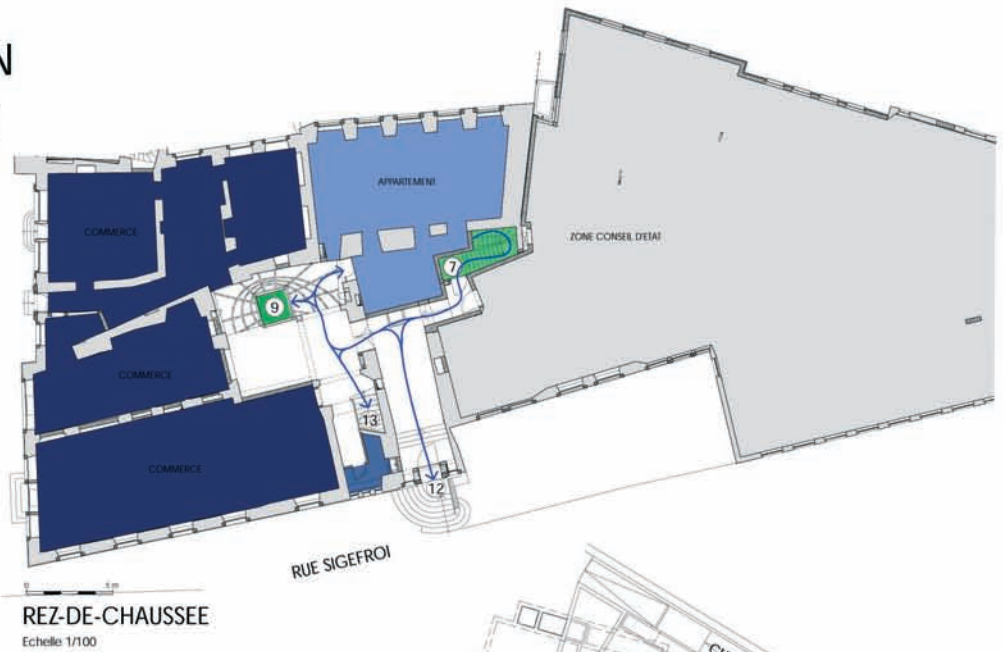 N
APPARTEMENT
COMMERCE
ZONE CONSEIL D'ETAT
7
9
COMMERCE
13
COMMERCE
12
RUE SIGEFROI
0
REZ-DE-CHAUSSEE
Echelle 1/100